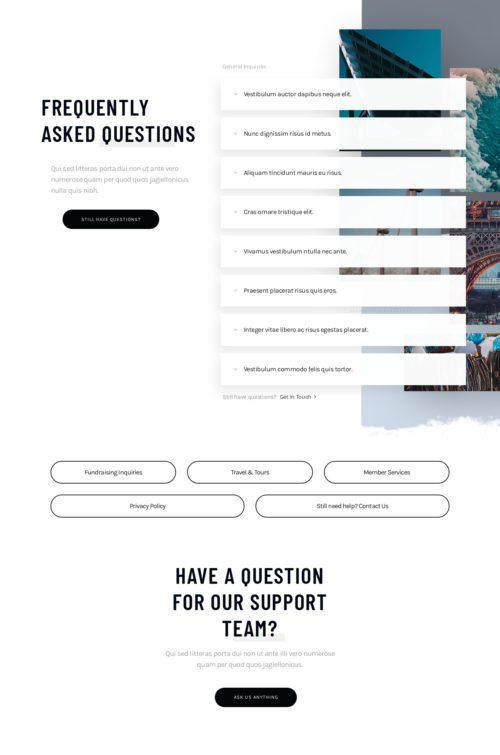 General Inquiries
FREQUENTLY
ASKED QUESTIONS
Qui sed litteras porta dui non ut ante vero
numerose quam per quod quos jagiellonicus
nulla quis nibh.
STILL HAVE QUESTIONS?
Vestibulum auctor dapibus neque elit.
Nunc dignissim risus id metus.
Aliquam tincidunt mauris eu risus.
Cras ornare tristique elit.
Vivamus vestibulum ntulla nec ante.
Praesent placerat risus quis eros.
Integer vitae libero ac risus egestas placerat.
Vestibulum commodo felis quis tortor.
Still have questions? Get In Touch >
Fundraising Inquiries
Travel & Tours
Member Services
Privacy Policy
Still need help? Contact Us
HAVE A QUESTION
FOR OUR SUPPORT
TEAM?
Qui sed litteras porta dui non ut ante illi vero numerose
quam per quod quos jagiellonicus.
ASK US ANYTHING